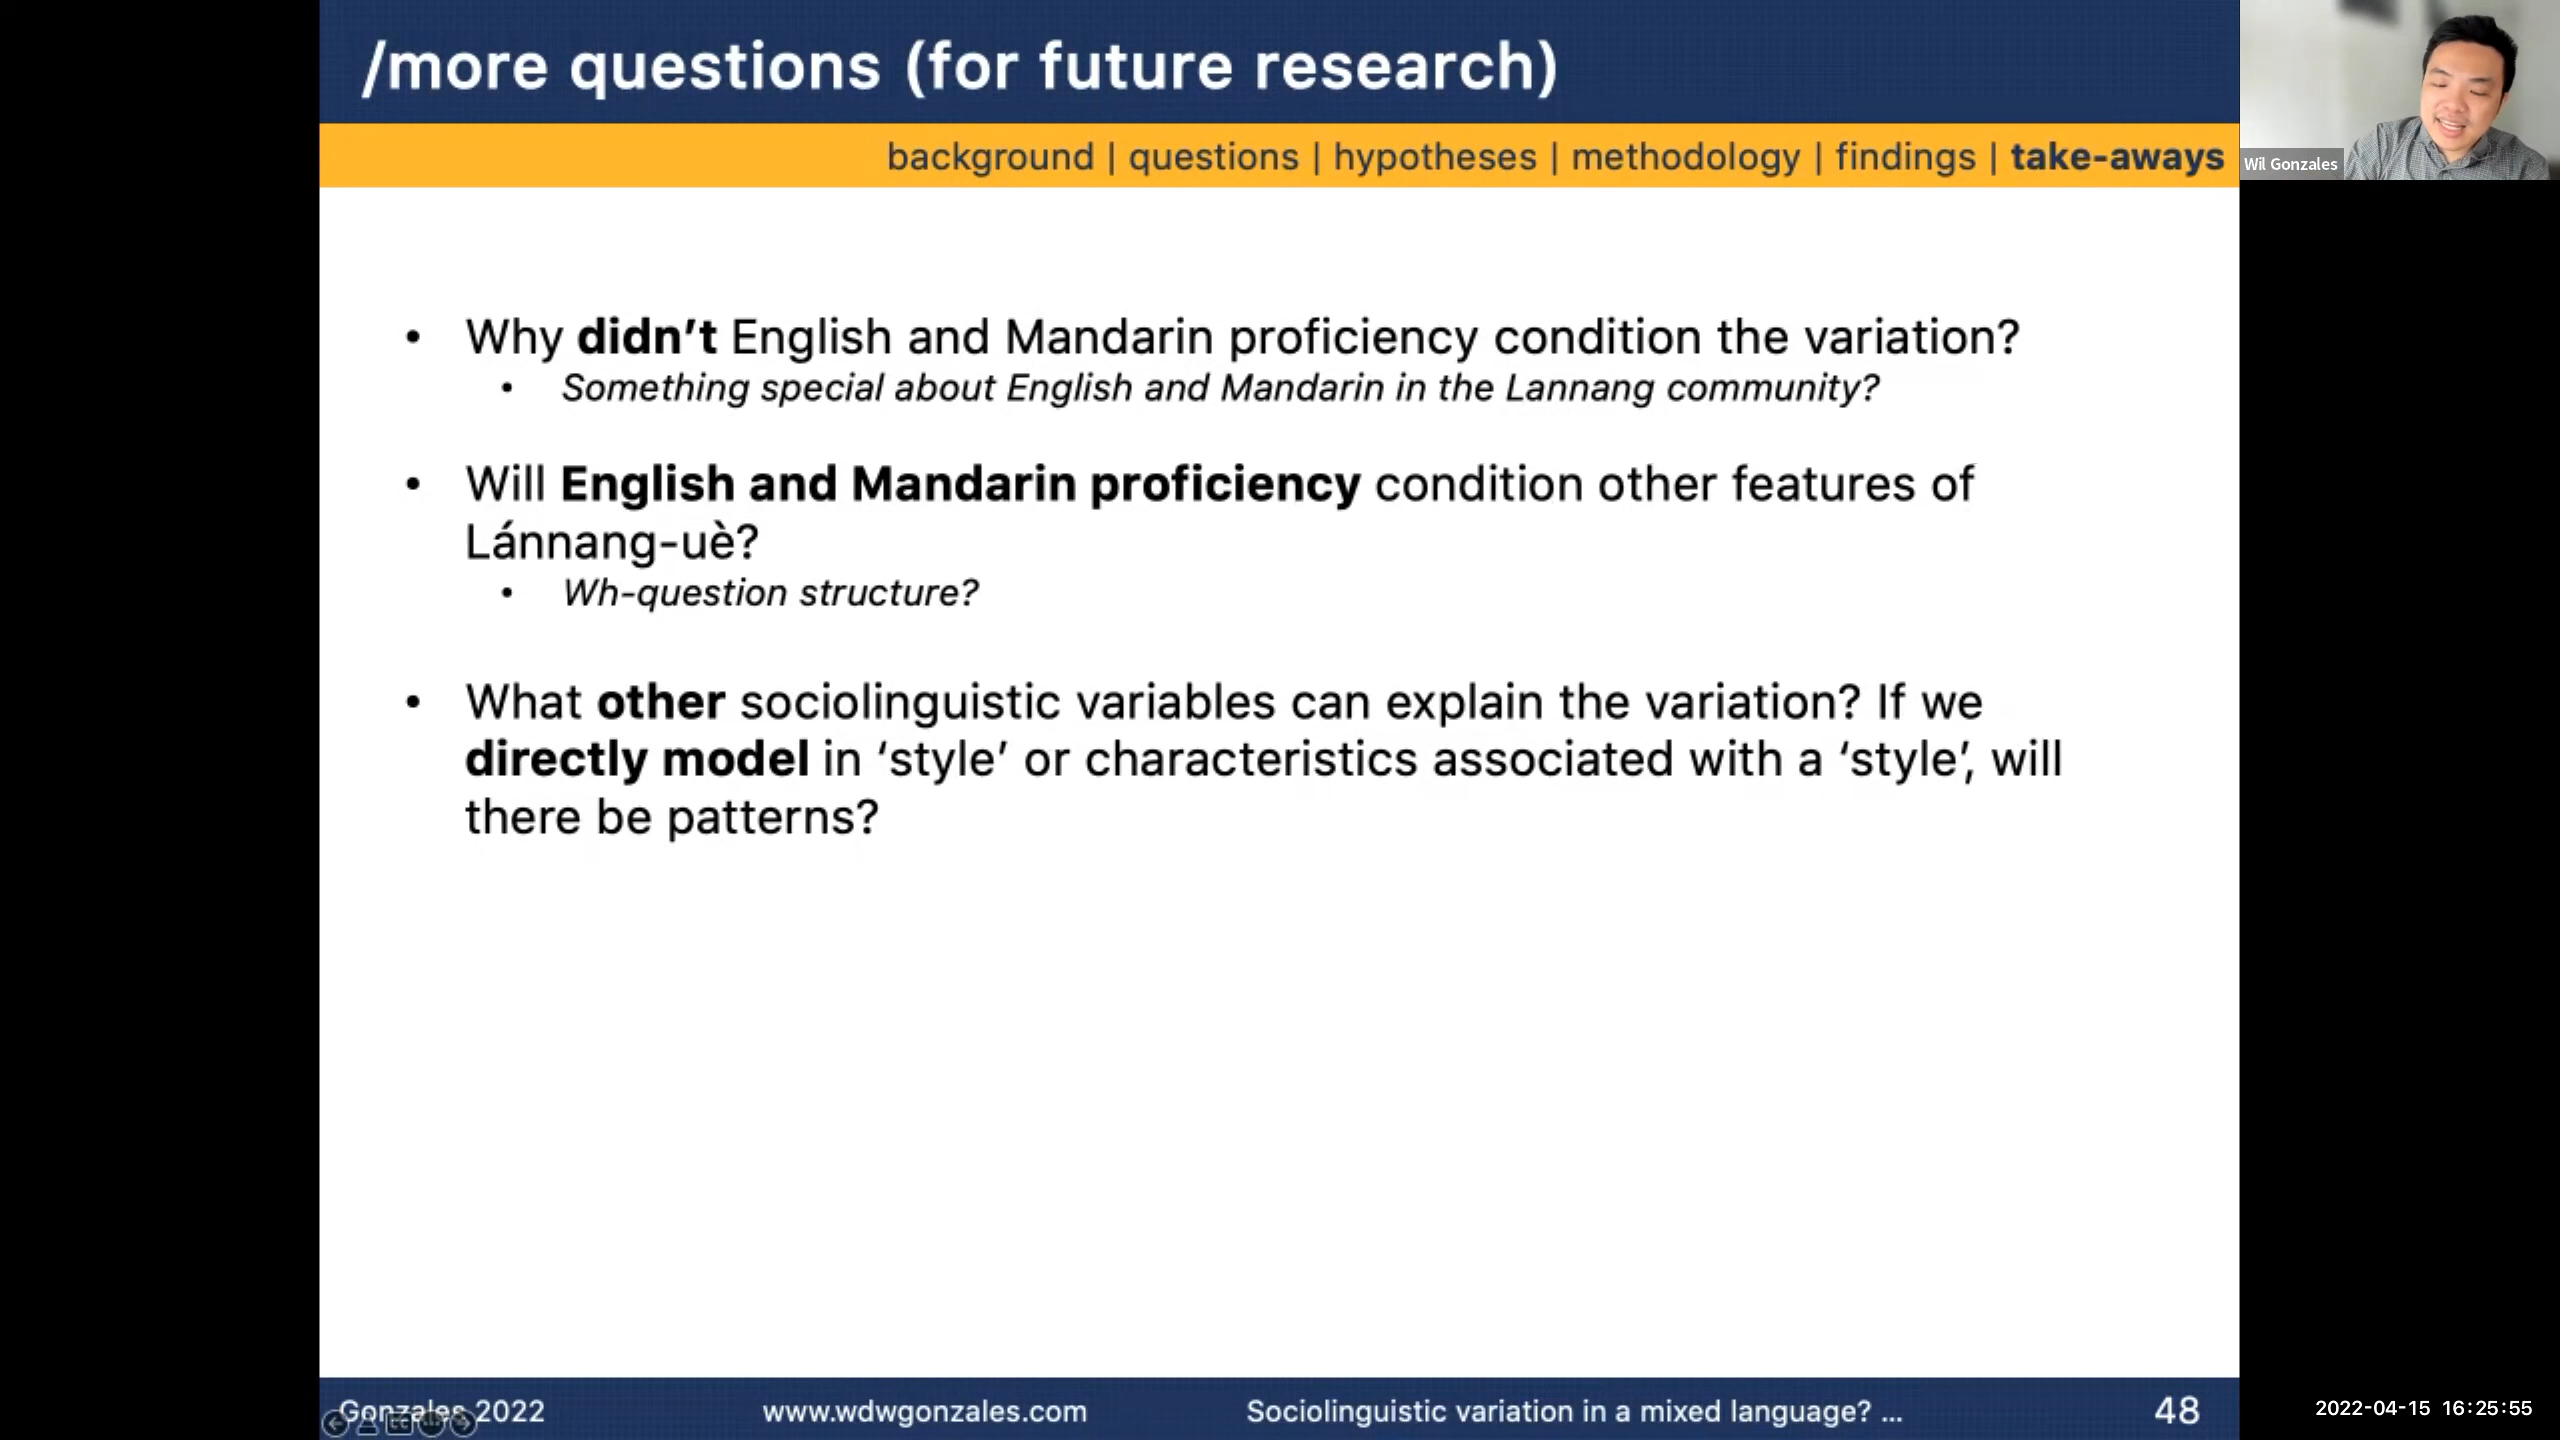 /more questions (for future research)
background | questions | hypotheses | methodology | findings | take-aways
Wil Gonzales
• Why didn’t English and Mandarin proficiency condition the variation?
• Something special about English and Mandarin in the Lannang community?
• Will English and Mandarin proficiency condition other features of
Lánnang-uè?
• Wh-question structure?
• What other sociolinguistic variables can explain the variation? If we
directly model in ‘style’ or characteristics associated with a ‘style’, will
there be patterns?
Gonzales 2022
www.wdwgonzales.com
Sociolinguistic variation in a mixed language? ...
48
2022-04-15 16:25:55